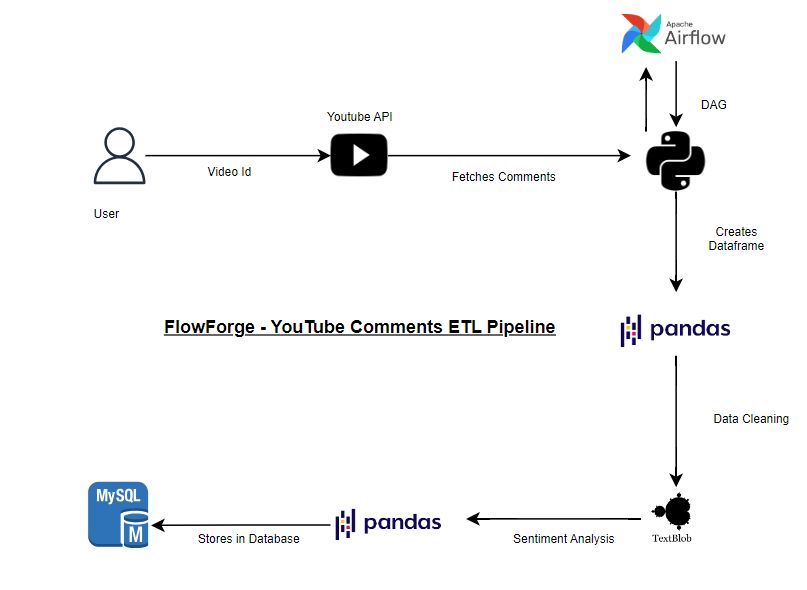 Apache
Airflow
DAG
Youtube API
Video Id
Fetches Comments
User
Creates
Dataframe
FlowForge - YouTube Comments ETL Pipeline
pandas
Data Cleaning
MySQL
M
Stores in Database
pandas
Sentiment Analysis
TextBlob